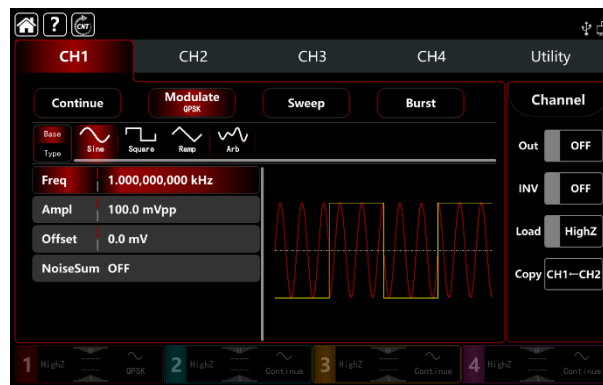 ? CNT
CH1 CH2 CH3 CH4 Utility
Continue Modulate Sweep Burst Channel
QPSK
Base
Type Sine Square Ramp Arb
Out OFF
Freq 1.000,000,000 kHz
INV OFF
Ampl 100.0 mVpp
Offset 0.0 mV
Load HighZ
NoiseSum OFF
Copy CH1←CH2
1 HighZ QPSK 2 HighZ Continue 3 HighZ Continue 4 HighZ Continue